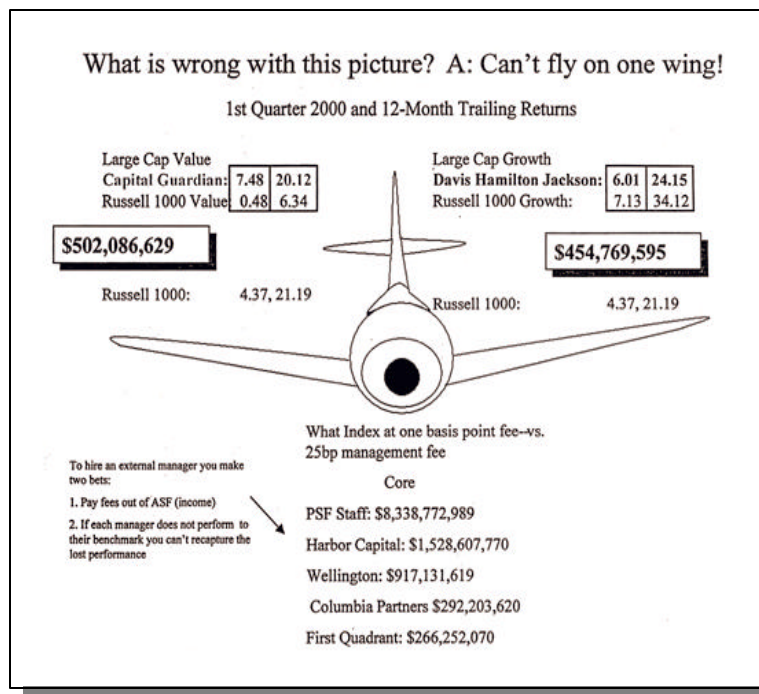 What is wrong with this picture? A: Can't fly on one wing!
1st Quarter 2000 and 12-Month Trailing Returns
Large Cap Value
Capital Guardian: 7.48 20.12
Russell 1000 Value: 0.48 6.34
$502,086,629
Russell 1000: 4.37, 21.19
Large Cap Growth
Davis Hamilton Jackson: 6.01 24.15
Russell 1000 Growth: 7.13 34.12
$454,769,595
Russell 1000: 4.37, 21.19
What Index at one basis point fee--vs.
25bp management fee
Core
To hire an external manager you make
two bets:
1. Pay fees out of ASF (income)
2. If each manager does not perform to
their benchmark you can't recapture the
lost performance
PSF Staff: $8,338,772,989
Harbor Capital: $1,528,607,770
Wellington: $917,131,619
Columbia Partners $292,203,620
First Quadrant: $266,252,070